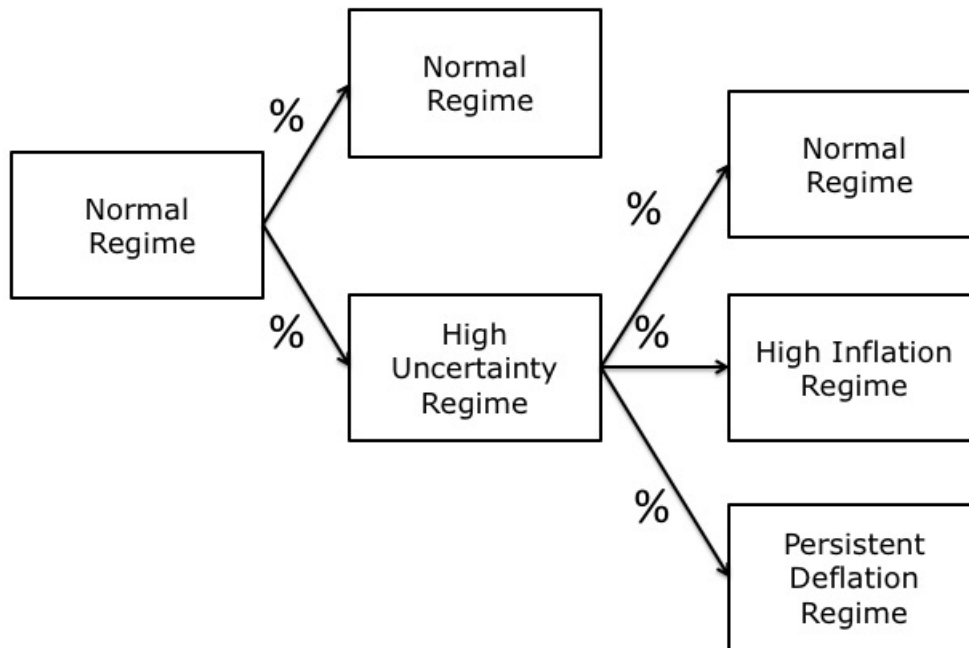 Normal
Regime
%
Normal
Regime
%
High
Uncertainty
Regime
%
Normal
Regime
%
High Inflation
Regime
%
Persistent
Deflation
Regime